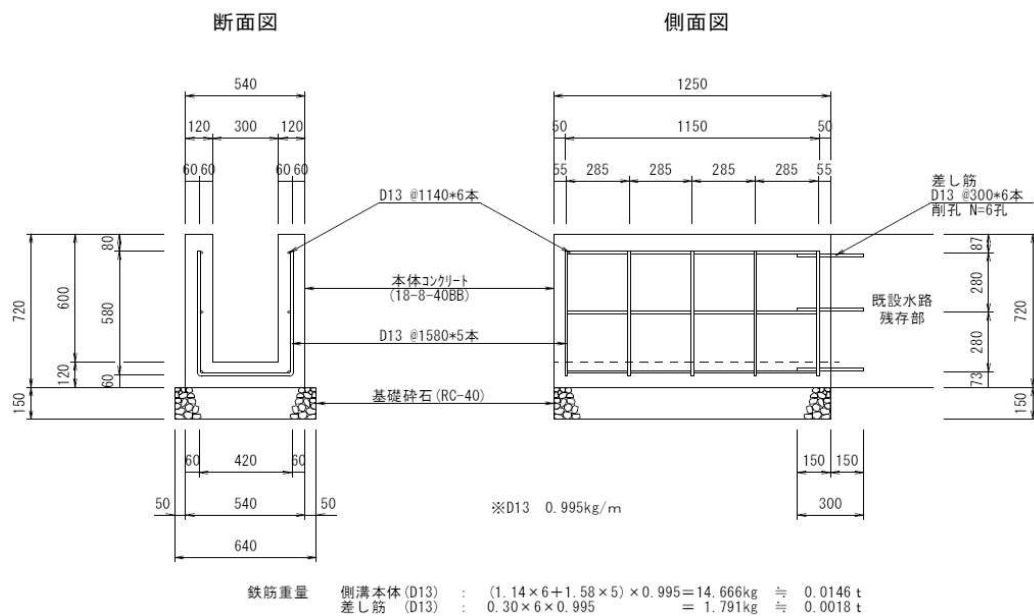 断面図
側面図
540
120 300 120
60 60
60 60
1250
50 1150 50
55 285 285 285 285 55
差し筋
D13 @300*6本
削孔 N=6孔
D13 @1140*6本
720
600
120
150
80
580
60
本体コンクリート
(18-8-40BB)
D13 @1580*5本
基礎砕石(RC-40)
既設水路
残存部
87
280
280
73
720
150
60 420 60
50 540 50
640
150 150
300
※D13 0.995kg/m
鉄筋重量 側溝本体(D13) : (1.14×6+1.58×5)×0.995=14.666kg ≒ 0.0146t
差し筋 (D13) : 0.30×6×0.995 = 1.791kg ≒ 0.0018t